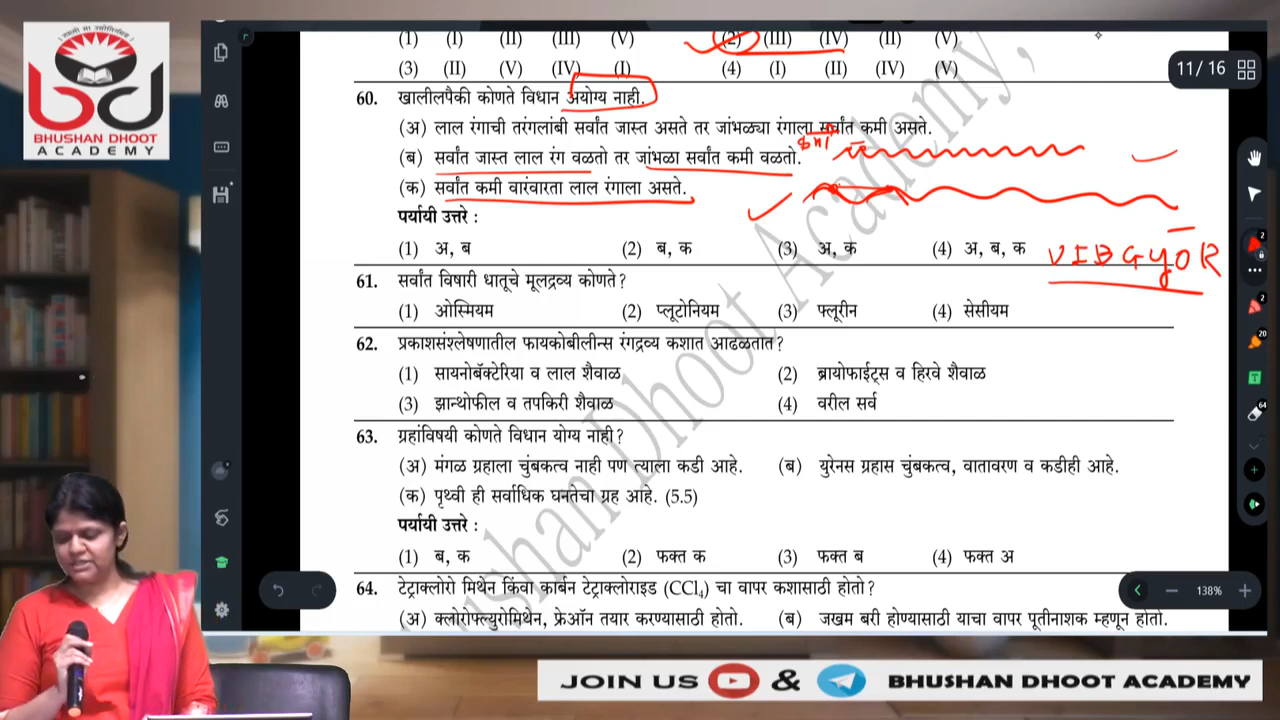 BHUSHAN DHOOT
ACADEMY
(1) (I) (II) (III) (V) (2) (III) (IV) (II) (V)
(3) (II) (V) (IV) (I) (4) (I) (II) (IV) (V)
11 / 16
60. खालीलपैकी कोणते विधान अयोग्य नाही.
(अ) लाल रंगाची तरंगलांबी सर्वांत जास्त असते तर जांभळ्या रंगाला सर्वांत कमी असते.
(ब) सर्वांत जास्त लाल रंग वळतो तर जांभळा सर्वांत कमी वळतो.
(क) सर्वांत कमी वारंवारता लाल रंगाला असते.
पर्यायी उत्तरे :
(1) अ, ब (2) ब, क (3) अ, क (4) अ, ब, क
VIBGYOR
61. सर्वांत विषारी धातूचे मूलद्रव्य कोणते?
(1) ओस्मियम (2) प्लूटोनियम (3) फ्लूरीन (4) सेसीयम
62. प्रकाशसंश्लेषणातील फायकोबीलीन्स रंगद्रव्य कशात आढळतात?
(1) सायनोबॅक्टेरिया व लाल शैवाळ (2) ब्रायोफाईट्स व हिरवे शैवाळ
(3) झान्थोफील व तपकिरी शैवाळ (4) वरील सर्व
63. ग्रहांविषयी कोणते विधान योग्य नाही?
(अ) मंगळ ग्रहाला चुंबकत्व नाही पण त्याला कडी आहे. (ब) युरेनस ग्रहास चुंबकत्व, वातावरण व कडीही आहे.
(क) पृथ्वी ही सर्वाधिक घनतेचा ग्रह आहे. (5.5)
पर्यायी उत्तरे :
(1) ब, क (2) फक्त क (3) फक्त ब (4) फक्त अ
64. टेट्राक्लोरो मिथेन किंवा कार्बन टेट्राक्लोराइड (CCl₄) चा वापर कशासाठी होतो?
(अ) क्लोरोफ्ल्युरोमिथेन, फ्रेऑन तयार करण्यासाठी होतो. (ब) जखम बरी होण्यासाठी याचा वापर पूतीनाशक म्हणून होतो.
138%
Bhushan Dhoot Academy,
JOIN US & BHUSHAN DHOOT ACADEMY